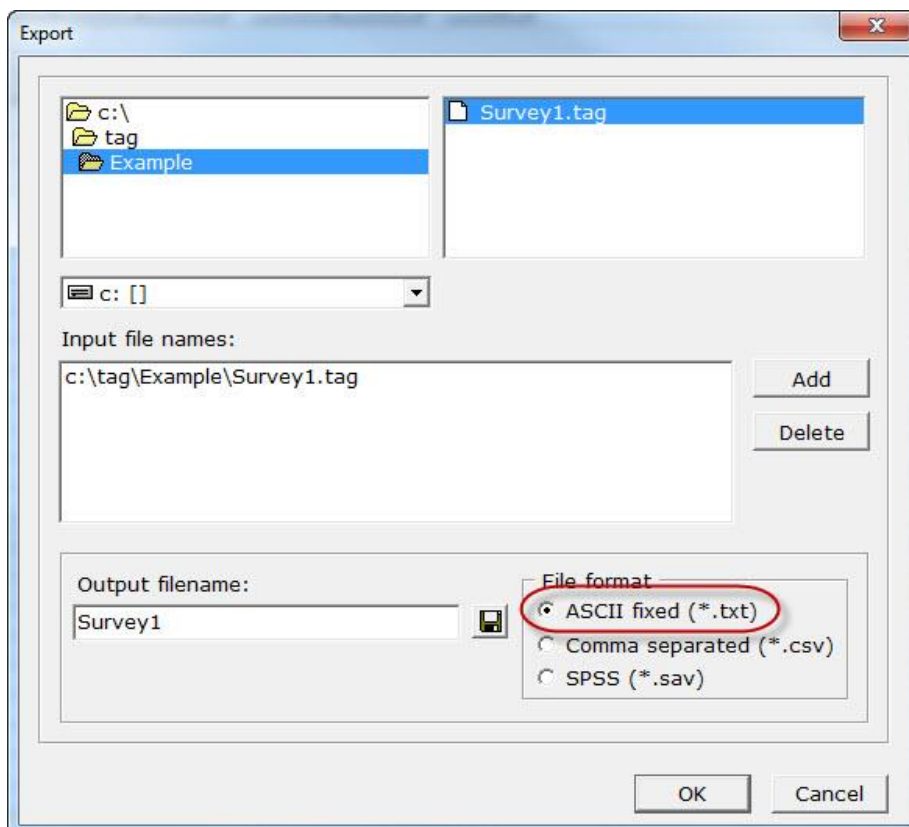 Export
c:\
tag
Example
Survey1.tag
c: []
Input file names:
c:\tag\Example\Survey1.tag
Add
Delete
Output filename:
Survey1
File format
ASCII fixed (*.txt)
Comma separated (*.csv)
SPSS (*.sav)
OK
Cancel